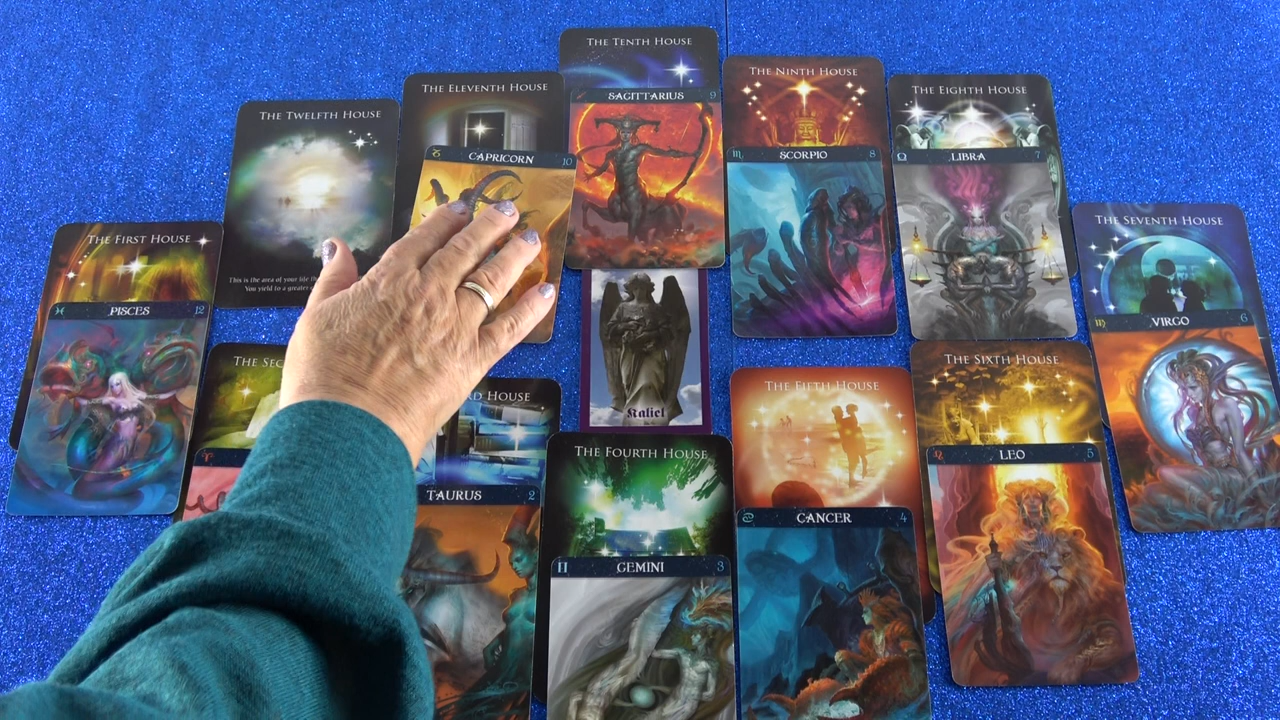 THE TENTH HOUSE
SAGITTARIUS 9
THE NINTH HOUSE
♏ SCORPIO 8
THE EIGHTH HOUSE
♎ LIBRA 7
THE ELEVENTH HOUSE
♑ CAPRICORN 10
THE TWELFTH HOUSE
This is the area of your life th
You yield to a greater
THE FIRST HOUSE
♓ PISCES 12
THE SEVENTH HOUSE
♍ VIRGO 6
Kaliel
THE SEC
♈
RD HOUSE
TAURUS 2
THE FOURTH HOUSE
♊ GEMINI 3
THE FIFTH HOUSE
♋ CANCER 4
THE SIXTH HOUSE
♌ LEO 5